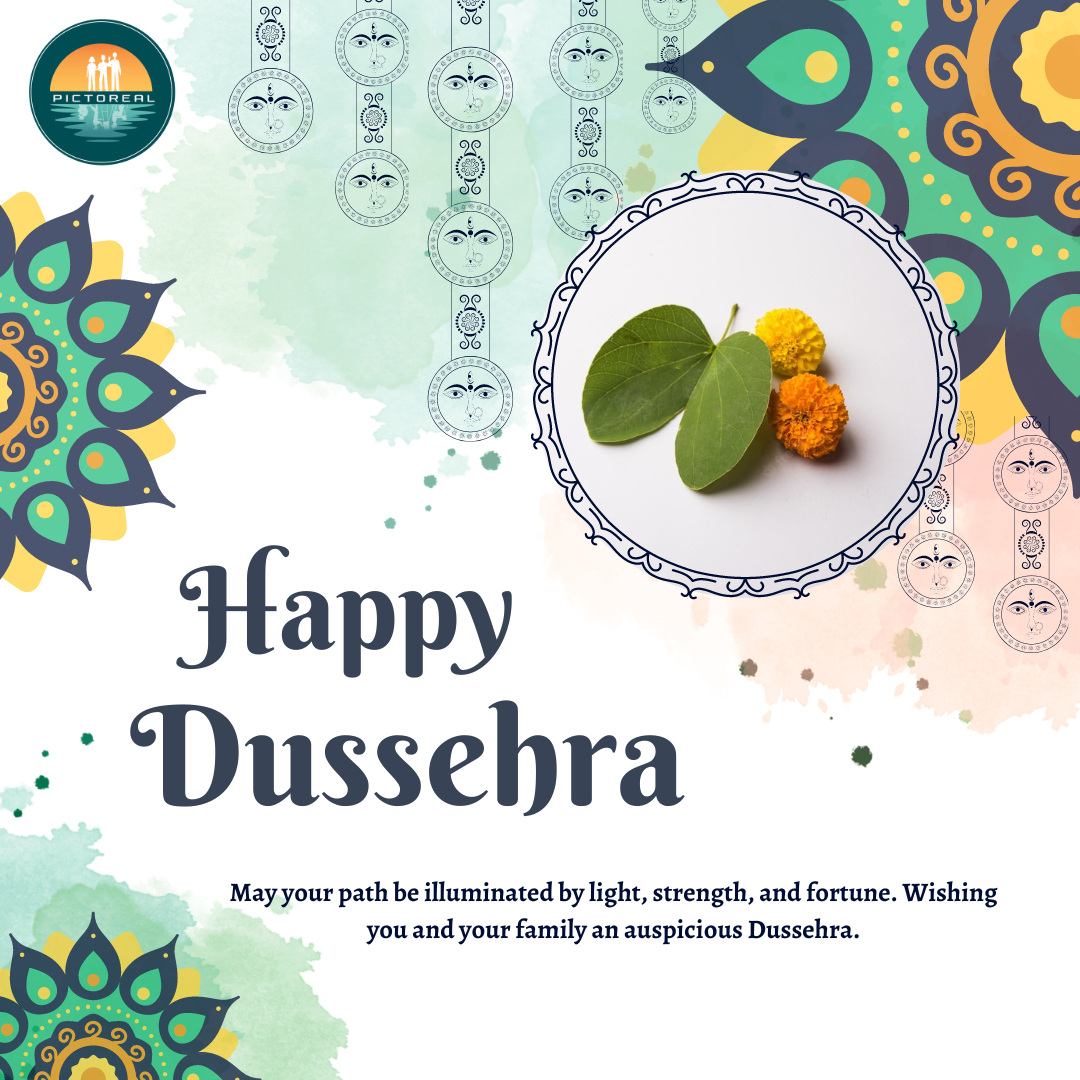 PICTOREAL
Happy
Dussehra
May your path be illuminated by light, strength, and fortune. Wishing
you and your family an auspicious Dussehra.